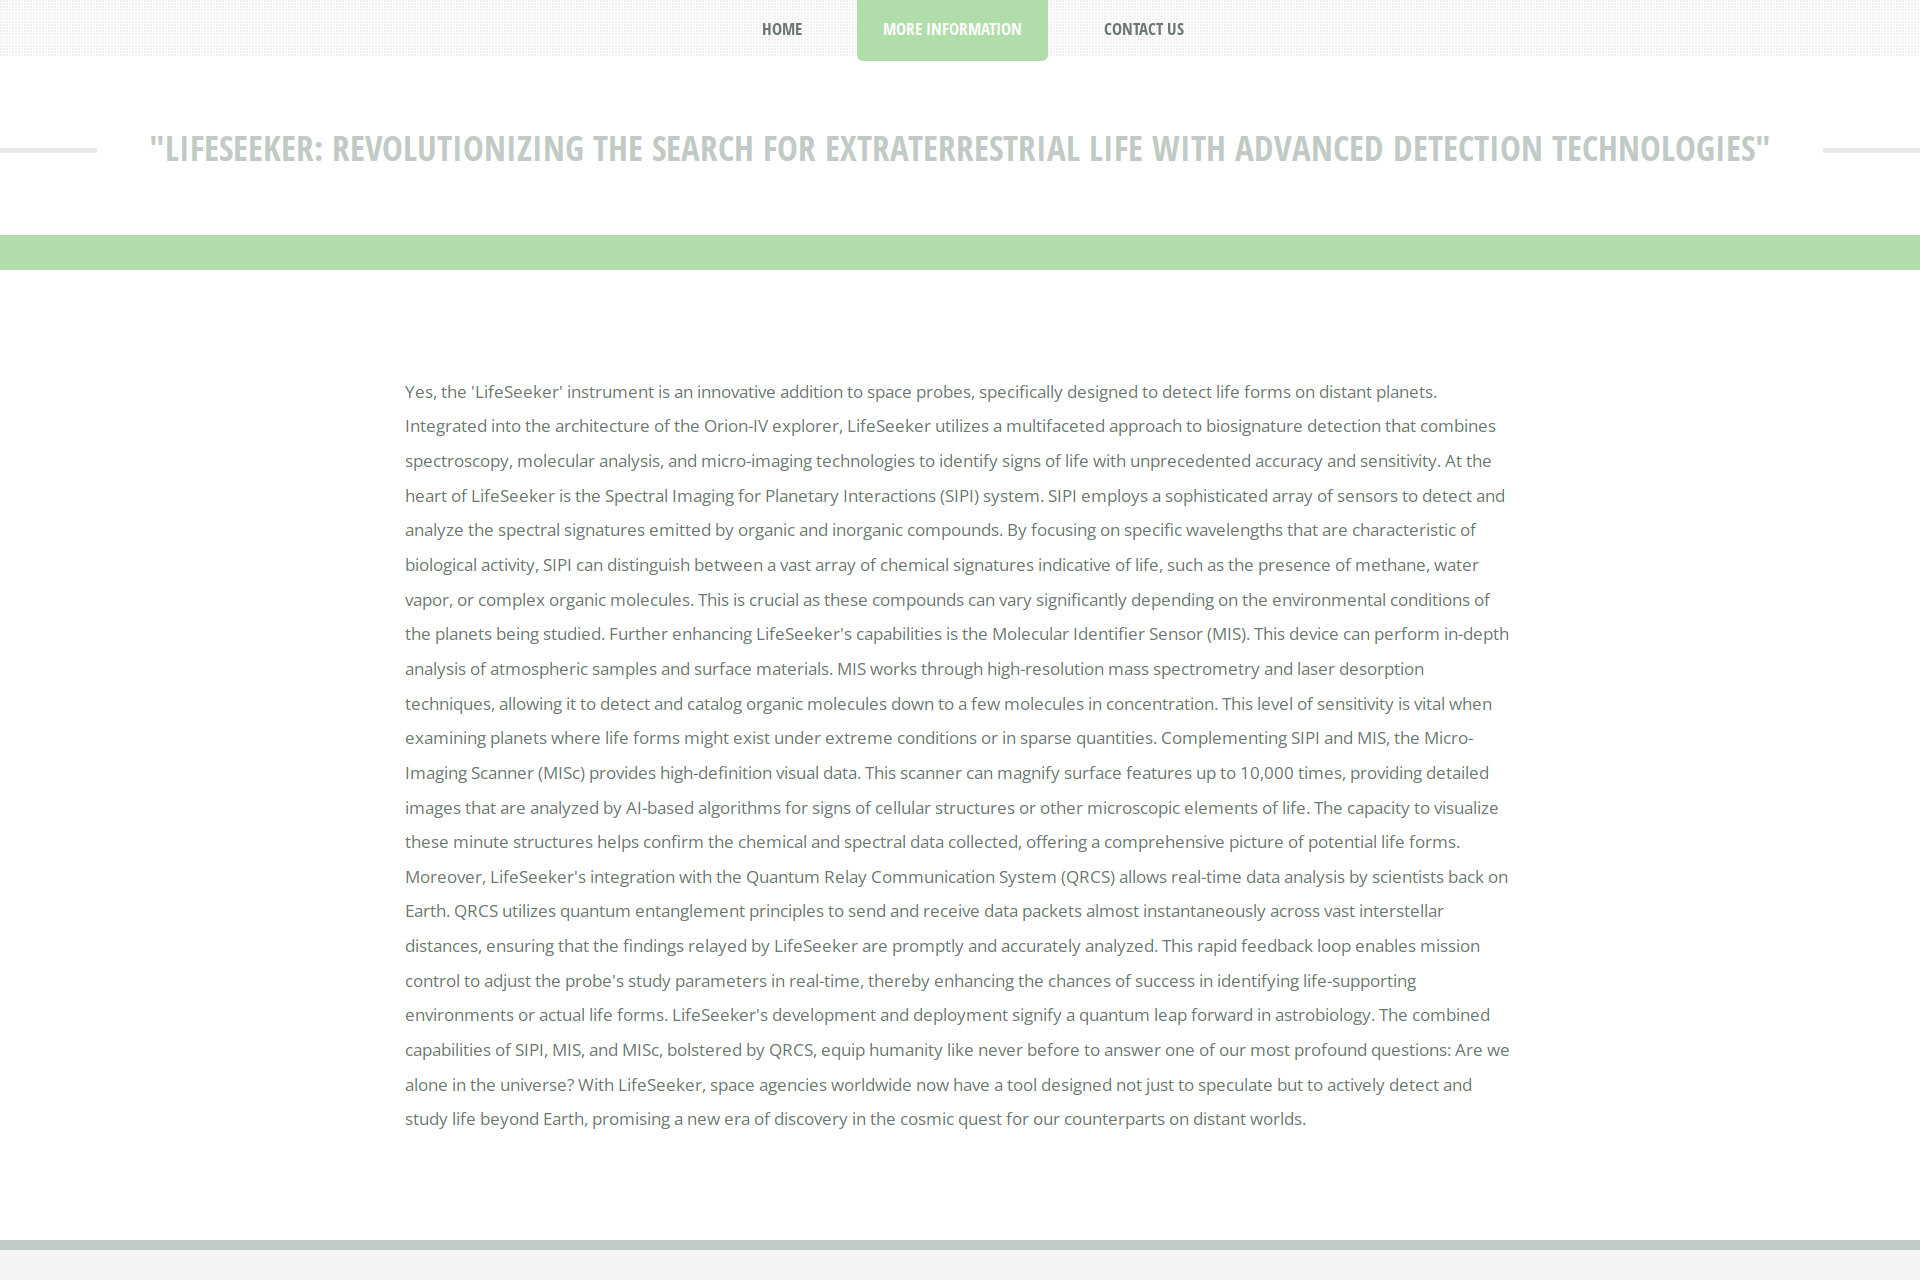 HOME MORE INFORMATION CONTACT US
"LIFESEEKER: REVOLUTIONIZING THE SEARCH FOR EXTRATERRESTRIAL LIFE WITH ADVANCED DETECTION TECHNOLOGIES"
Yes, the 'LifeSeeker' instrument is an innovative addition to space probes, specifically designed to detect life forms on distant planets.
Integrated into the architecture of the Orion-IV explorer, LifeSeeker utilizes a multifaceted approach to biosignature detection that combines
spectroscopy, molecular analysis, and micro-imaging technologies to identify signs of life with unprecedented accuracy and sensitivity. At the
heart of LifeSeeker is the Spectral Imaging for Planetary Interactions (SIPI) system. SIPI employs a sophisticated array of sensors to detect and
analyze the spectral signatures emitted by organic and inorganic compounds. By focusing on specific wavelengths that are characteristic of
biological activity, SIPI can distinguish between a vast array of chemical signatures indicative of life, such as the presence of methane, water
vapor, or complex organic molecules. This is crucial as these compounds can vary significantly depending on the environmental conditions of
the planets being studied. Further enhancing LifeSeeker's capabilities is the Molecular Identifier Sensor (MIS). This device can perform in-depth
analysis of atmospheric samples and surface materials. MIS works through high-resolution mass spectrometry and laser desorption
techniques, allowing it to detect and catalog organic molecules down to a few molecules in concentration. This level of sensitivity is vital when
examining planets where life forms might exist under extreme conditions or in sparse quantities. Complementing SIPI and MIS, the Micro-
Imaging Scanner (MISc) provides high-definition visual data. This scanner can magnify surface features up to 10,000 times, providing detailed
images that are analyzed by AI-based algorithms for signs of cellular structures or other microscopic elements of life. The capacity to visualize
these minute structures helps confirm the chemical and spectral data collected, offering a comprehensive picture of potential life forms.
Moreover, LifeSeeker's integration with the Quantum Relay Communication System (QRCS) allows real-time data analysis by scientists back on
Earth. QRCS utilizes quantum entanglement principles to send and receive data packets almost instantaneously across vast interstellar
distances, ensuring that the findings relayed by LifeSeeker are promptly and accurately analyzed. This rapid feedback loop enables mission
control to adjust the probe's study parameters in real-time, thereby enhancing the chances of success in identifying life-supporting
environments or actual life forms. LifeSeeker's development and deployment signify a quantum leap forward in astrobiology. The combined
capabilities of SIPI, MIS, and MISc, bolstered by QRCS, equip humanity like never before to answer one of our most profound questions: Are we
alone in the universe? With LifeSeeker, space agencies worldwide now have a tool designed not just to speculate but to actively detect and
study life beyond Earth, promising a new era of discovery in the cosmic quest for our counterparts on distant worlds.